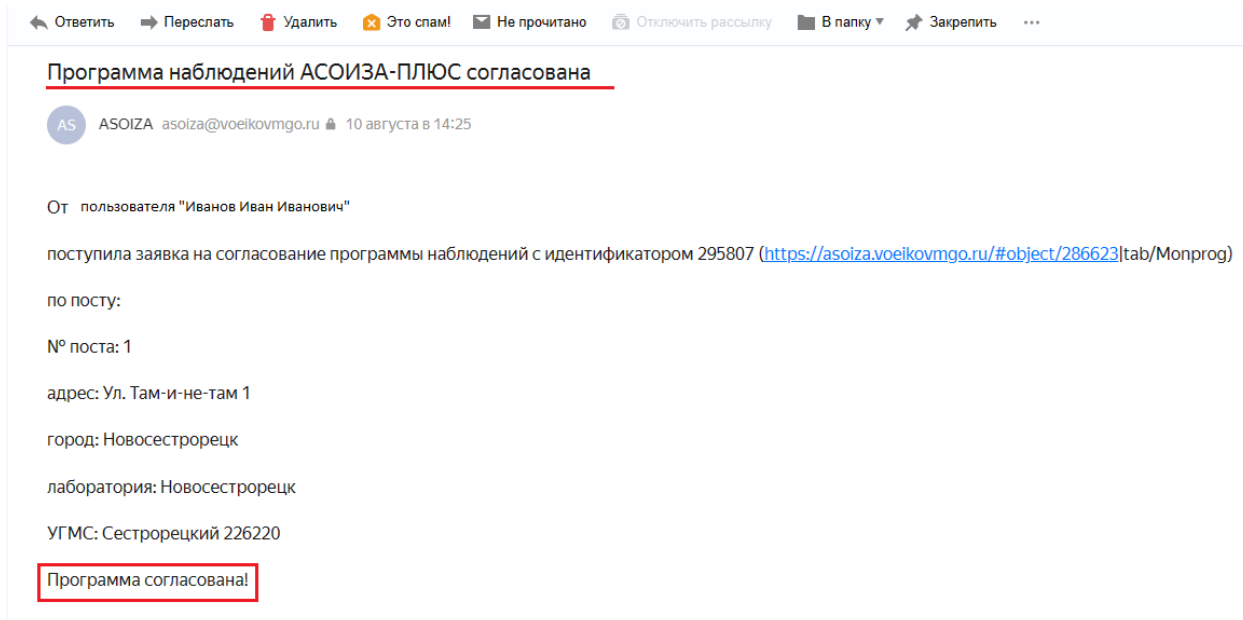 Ответить Переслать Удалить Это спам! Не прочитано Отключить рассылку В папку Закрепить ...
Программа наблюдений АСОИЗА-ПЛЮС согласована
AS ASOIZA asoiza@voeikovmgo.ru 10 августа в 14:25
От пользователя "Иванов Иван Иванович"
поступила заявка на согласование программы наблюдений с идентификатором 295807 (https://asoiza.voeikovmgo.ru/#object/286623|tab/Monprog)
по посту:
№ поста: 1
адрес: Ул. Там-и-не-там 1
город: Новосестрорецк
лаборатория: Новосестрорецк
УГМС: Сестрорецкий 226220
Программа согласована!